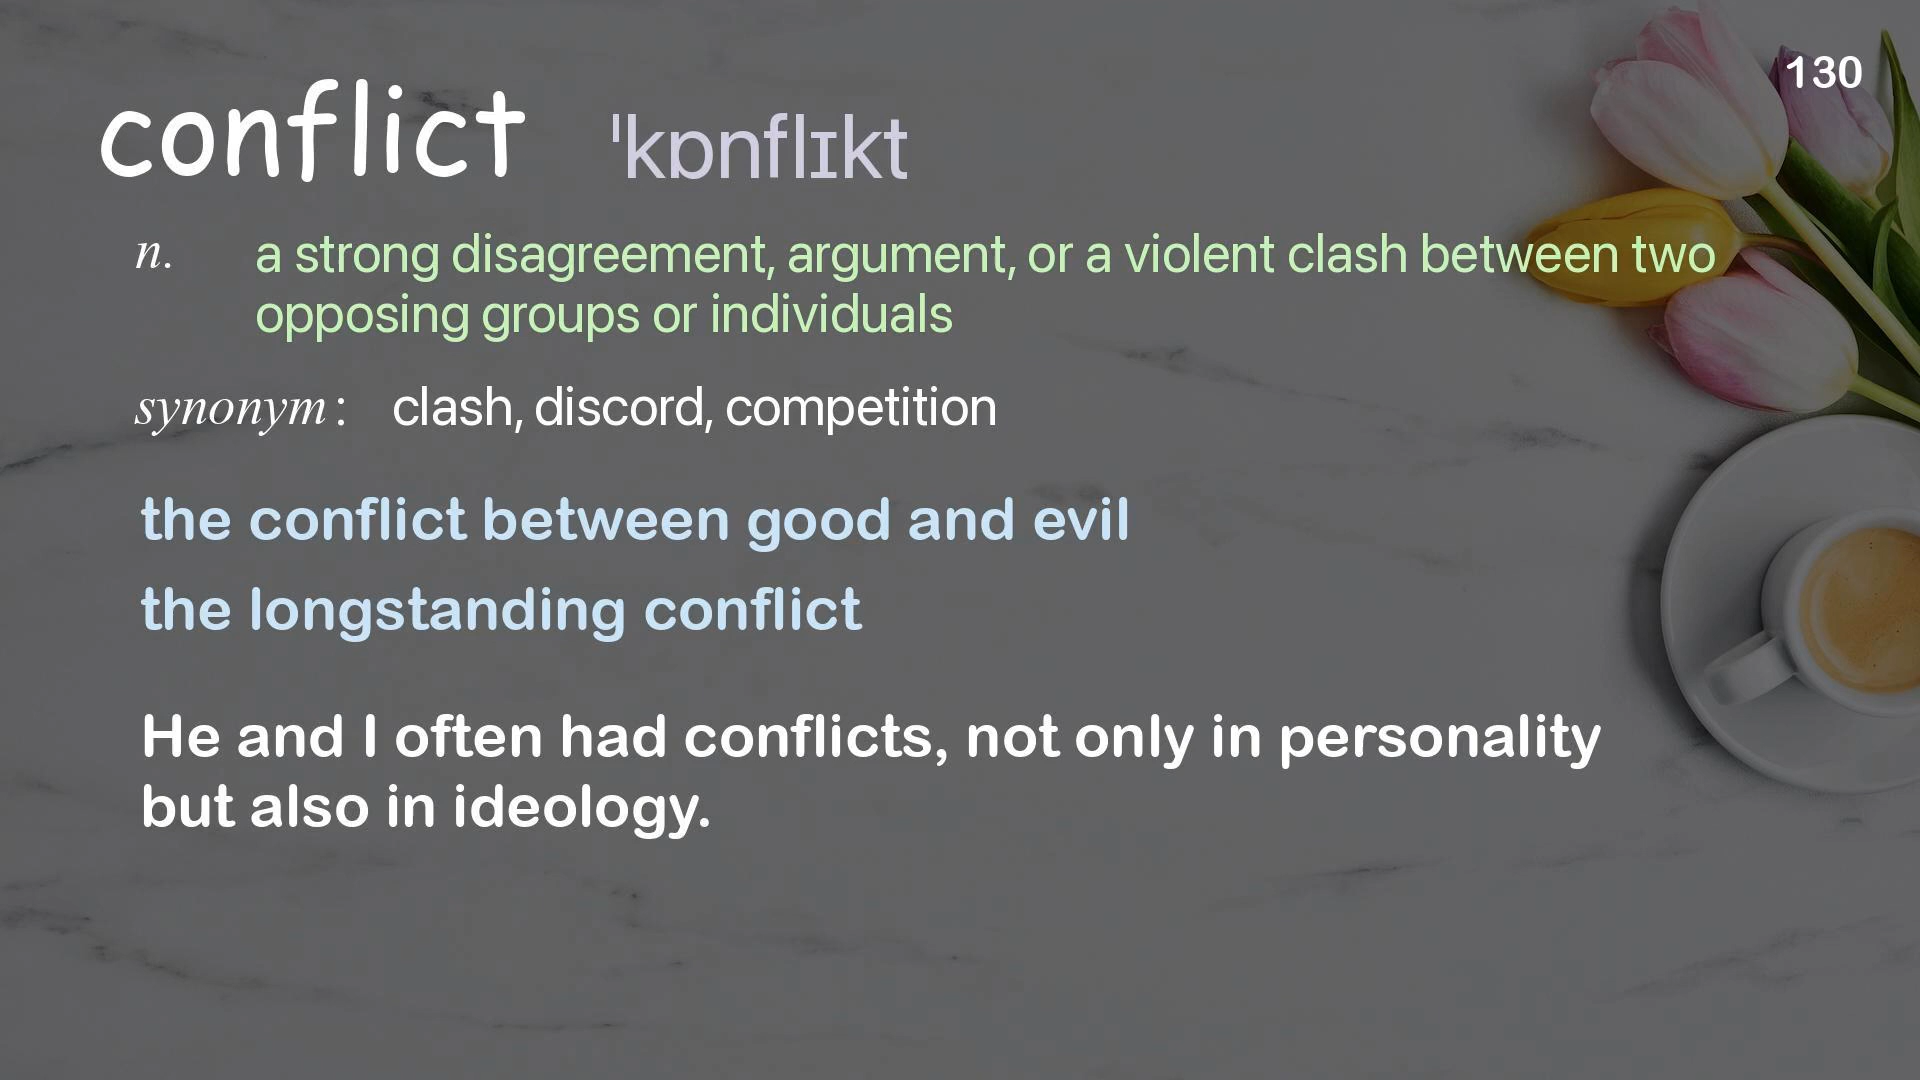 130
conflict ˈkɒnflɪkt
n. a strong disagreement, argument, or a violent clash between two
opposing groups or individuals
synonym: clash, discord, competition
the conflict between good and evil
the longstanding conflict
He and I often had conflicts, not only in personality
but also in ideology.